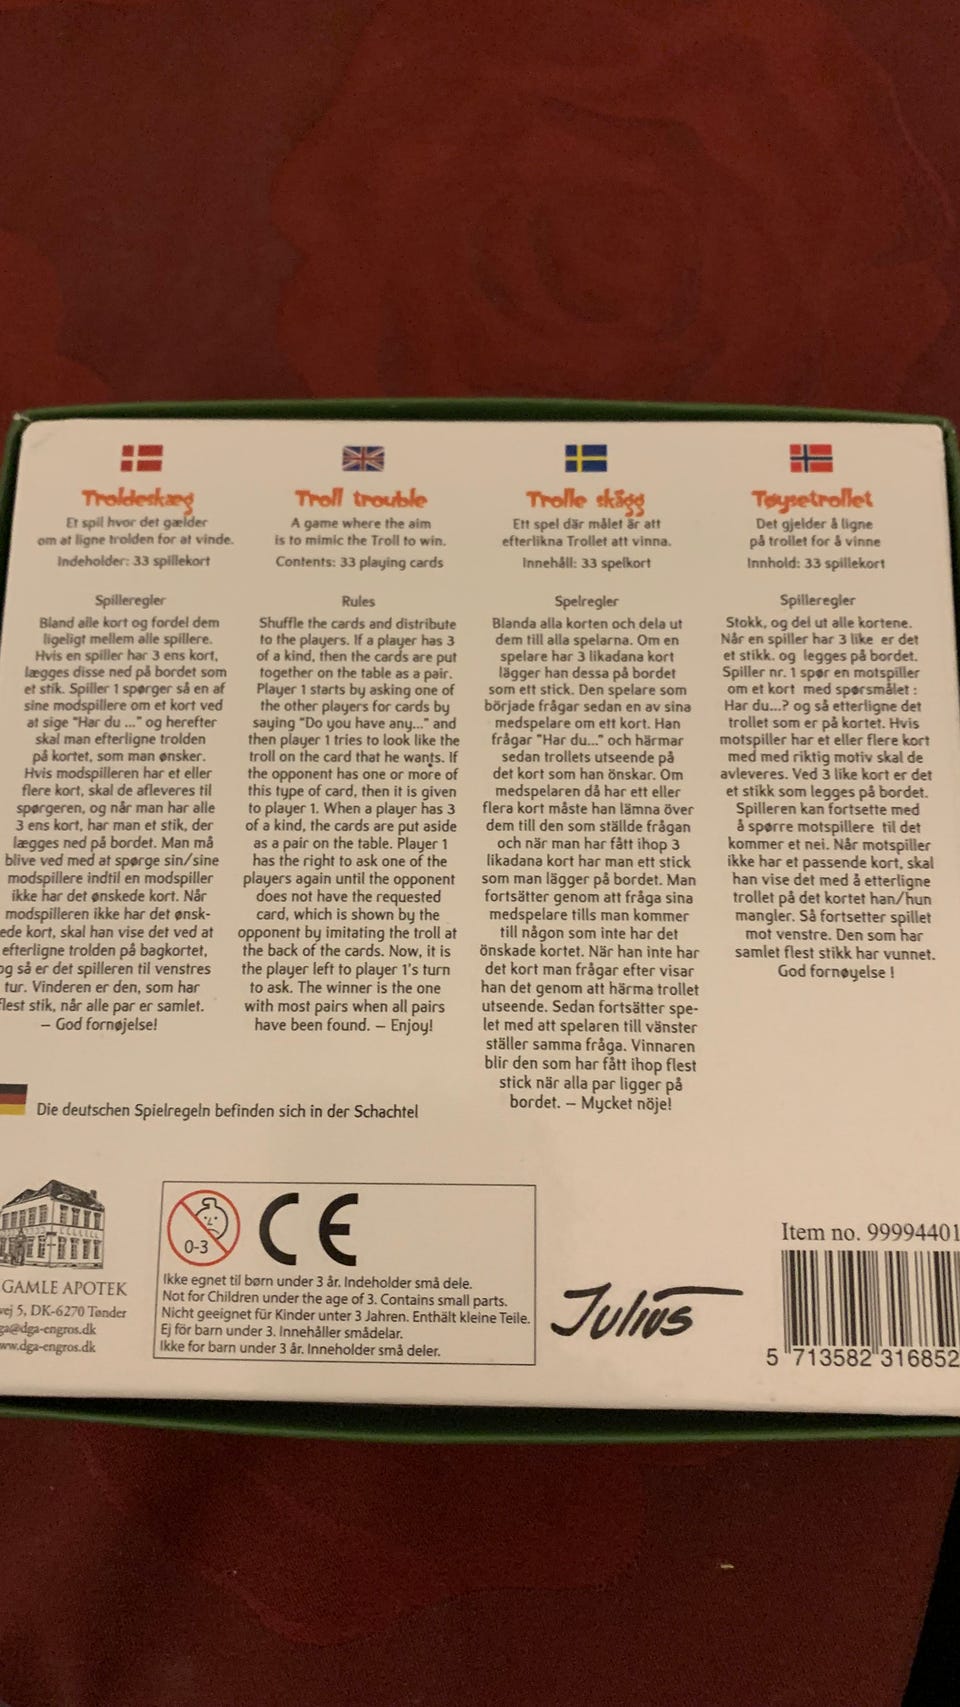 Troldeskæg
Et spil hvor det gælder
om at ligne trolden for at vinde.
Indeholder: 33 spillekort
Spilleregler
Bland alle kort og fordel dem
ligeligt mellem alle spillere.
Hvis en spiller har 3 ens kort,
lægges disse ned på bordet som
et stik. Spiller 1 spørger så en af
sine modspillere om et kort ved
at sige "Har du ..." og herefter
skal man efterligne trolden
på kortet, som man ønsker.
Hvis modspilleren har et eller
flere kort, skal de afleveres til
spørgeren, og når man har alle
3 ens kort, har man et stik, der
lægges ned på bordet. Man må
blive ved med at spørge sin/sine
modspillere indtil en modspiller
ikke har det ønskede kort. Når
modspilleren ikke har det ønsk-
ede kort, skal han vise det ved at
efterligne trolden på bagkortet,
og så er det spilleren til venstres
tur. Vinderen er den, som har
flest stik, når alle par er samlet.
– God fornøjelse!
Troll trouble
A game where the aim
is to mimic the Troll to win.
Contents: 33 playing cards
Rules
Shuffle the cards and distribute
to the players. If a player has 3
of a kind, then the cards are put
together on the table as a pair.
Player 1 starts by asking one of
the other players for cards by
saying "Do you have any..." and
then player 1 tries to look like the
troll on the card that he wants. If
the opponent has one or more of
this type of card, then it is given
to player 1. When a player has 3
of a kind, the cards are put aside
as a pair on the table. Player 1
has the right to ask one of the
players again until the opponent
does not have the requested
card, which is shown by the
opponent by imitating the troll at
the back of the cards. Now, it is
the player left to player 1's turn
to ask. The winner is the one
with most pairs when all pairs
have been found. – Enjoy!
Trolle skägg
Ett spel där målet är att
efterlikna Trollet att vinna.
Innehåll: 33 spelkort
Spelregler
Blanda alla korten och dela ut
dem till alla spelarna. Om en
spelare har 3 likadana kort
lägger han dessa på bordet
som ett stick. Den spelare som
började frågar sedan en av sina
medspelare om ett kort. Han
frågar "Har du..." och härmar
sedan trollets utseende på
det kort som han önskar. Om
medspelaren då har ett eller
flera kort måste han lämna över
dem till den som ställde frågan
och när man har fått ihop 3
likadana kort har man ett stick
som man lägger på bordet. Man
fortsätter genom att fråga sina
medspelare tills man kommer
till någon som inte har det
önskade kortet. När han inte har
det kort man frågar efter visar
han det genom att härma trollet
utseende. Sedan fortsätter spe-
let med att spelaren till vänster
ställer samma fråga. Vinnaren
blir den som har fått ihop flest
stick när alla par ligger på
bordet. – Mycket nöje!
Tøysetrollet
Det gjelder å ligne
på trollet for å vinne
Innhold: 33 spillekort
Spilleregler
Stokk, og del ut alle kortene.
Når en spiller har 3 like er det
et stikk. og legges på bordet.
Spiller nr. 1 spør en motspiller
om et kort med spørsmålet :
Har du...? og så etterligne det
trollet som er på kortet. Hvis
motspiller har et eller flere kort
med med riktig motiv skal de
avleveres. Ved 3 like kort er det
et stikk som legges på bordet.
Spilleren kan fortsette med
å spørre motspillere til det
kommer et nei. Når motspiller
ikke har et passende kort, skal
han vise det med å etterligne
trollet på det kortet han/hun
mangler. Så fortsetter spillet
mot venstre. Den som har
samlet flest stikk har vunnet.
God fornøyelse !
Die deutschen Spielregeln befinden sich in der Schachtel
GAMLE APOTEK
vej 5, DK-6270 Tønder
ga@dga-engros.dk
www.dga-engros.dk
0-3
CE
Ikke egnet til børn under 3 år. Indeholder små dele.
Not for Children under the age of 3. Contains small parts.
Nicht geeignet für Kinder unter 3 Jahren. Enthält kleine Teile.
Ej för barn under 3. Innehåller smådelar.
Ikke for barn under 3 år. Inneholder små deler.
Julius
Item no. 99994401
5 713582 316852